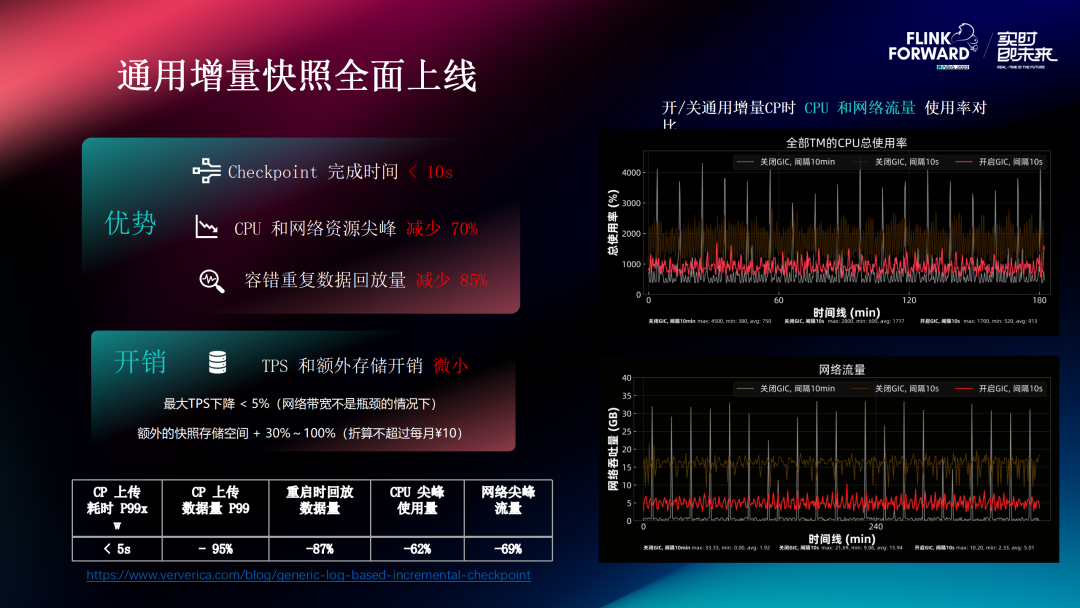 通用增量快照全面上线
FLINK
FORWARD
实时
即未来
REAL-TIME IS THE FUTURE
优势
Checkpoint 完成时间 < 10s
CPU 和网络资源尖峰 减少 70%
容错重复数据回放量 减少 85%
开销
TPS 和额外存储开销 微小
最大TPS下降 < 5%（网络带宽不是瓶颈的情况下）
额外的快照存储空间 + 30%~100%（折算不超过每月¥10）
CP 上传
耗时 P99x
w
CP 上传
数据量 P99
重启时回放
数据量
CPU 尖峰
使用量
网络尖峰
流量
< 5s
- 95%
-87%
-62%
-69%
https://www.ververica.com/blog/generic-log-based-incremental-checkpoint
开/关通用增量CP时 CPU 和网络流量 使用率对
比
全部TM的CPU总使用率
关闭GIC, 间隔10min
关闭GIC, 间隔10s
开启GIC, 间隔10s
总使用率 (%)
4000
3000
2000
1000
0
0
60
120
180
时间线 (min)
关闭GIC, 间隔10min max: 4500, min: 380, avg: 750
关闭GIC, 间隔10s max: 2800, min: 600, avg: 1717
开启GIC, 间隔10s max: 1700, min: 520, avg: 913
网络流量
关闭GIC, 间隔10min
关闭GIC, 间隔10s
开启GIC, 间隔10s
网络吞吐量 (GB)
40
35
30
25
20
15
10
5
0
0
240
时间线 (min)
关闭GIC, 间隔10min max: 33.33, min: 0.00, avg: 1.92
关闭GIC, 间隔10s max: 21.69, min: 9.06, avg: 15.94
开启GIC, 间隔10s max: 10.20, min: 2.33, avg: 5.01